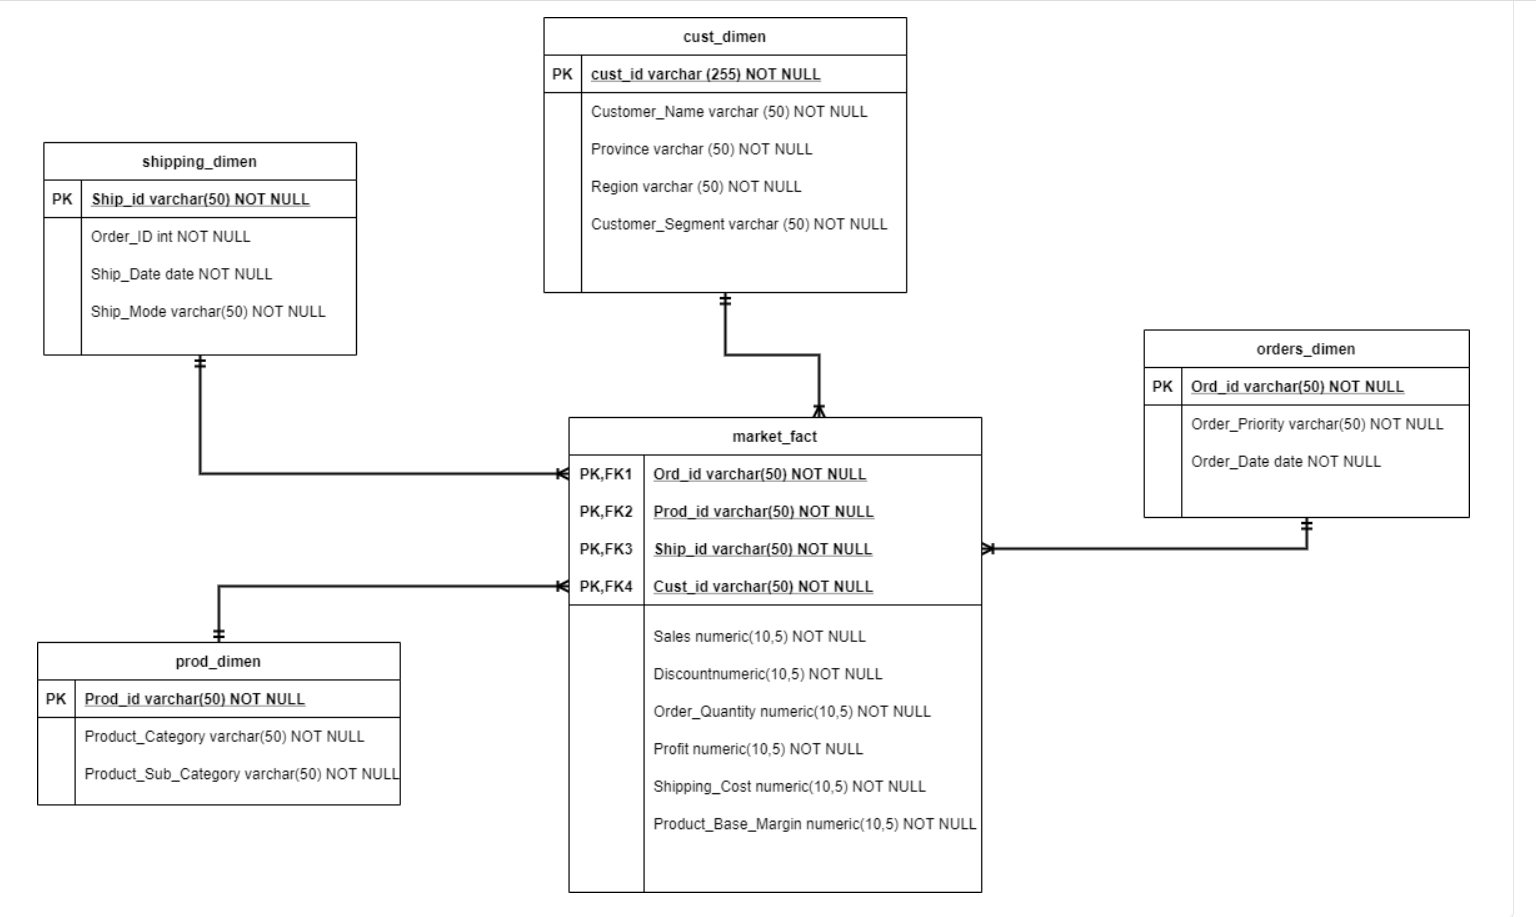 cust_dimen
PK cust_id varchar (255) NOT NULL
Customer_Name varchar (50) NOT NULL
Province varchar (50) NOT NULL
Region varchar (50) NOT NULL
Customer_Segment varchar (50) NOT NULL
shipping_dimen
PK Ship_id varchar(50) NOT NULL
Order_ID int NOT NULL
Ship_Date date NOT NULL
Ship_Mode varchar(50) NOT NULL
orders_dimen
PK Ord_id varchar(50) NOT NULL
Order_Priority varchar(50) NOT NULL
Order_Date date NOT NULL
market_fact
PK,FK1 Ord_id varchar(50) NOT NULL
PK,FK2 Prod_id varchar(50) NOT NULL
PK,FK3 Ship_id varchar(50) NOT NULL
PK,FK4 Cust_id varchar(50) NOT NULL
Sales numeric(10,5) NOT NULL
Discountnumeric(10,5) NOT NULL
Order_Quantity numeric(10,5) NOT NULL
Profit numeric(10,5) NOT NULL
Shipping_Cost numeric(10,5) NOT NULL
Product_Base_Margin numeric(10,5) NOT NULL
prod_dimen
PK Prod_id varchar(50) NOT NULL
Product_Category varchar(50) NOT NULL
Product_Sub_Category varchar(50) NOT NULL